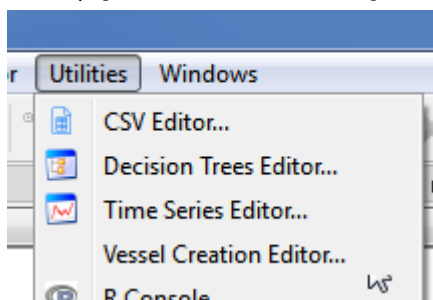 r Utilities Windows
CSV Editor...
Decision Trees Editor...
Time Series Editor...
Vessel Creation Editor...
R Console